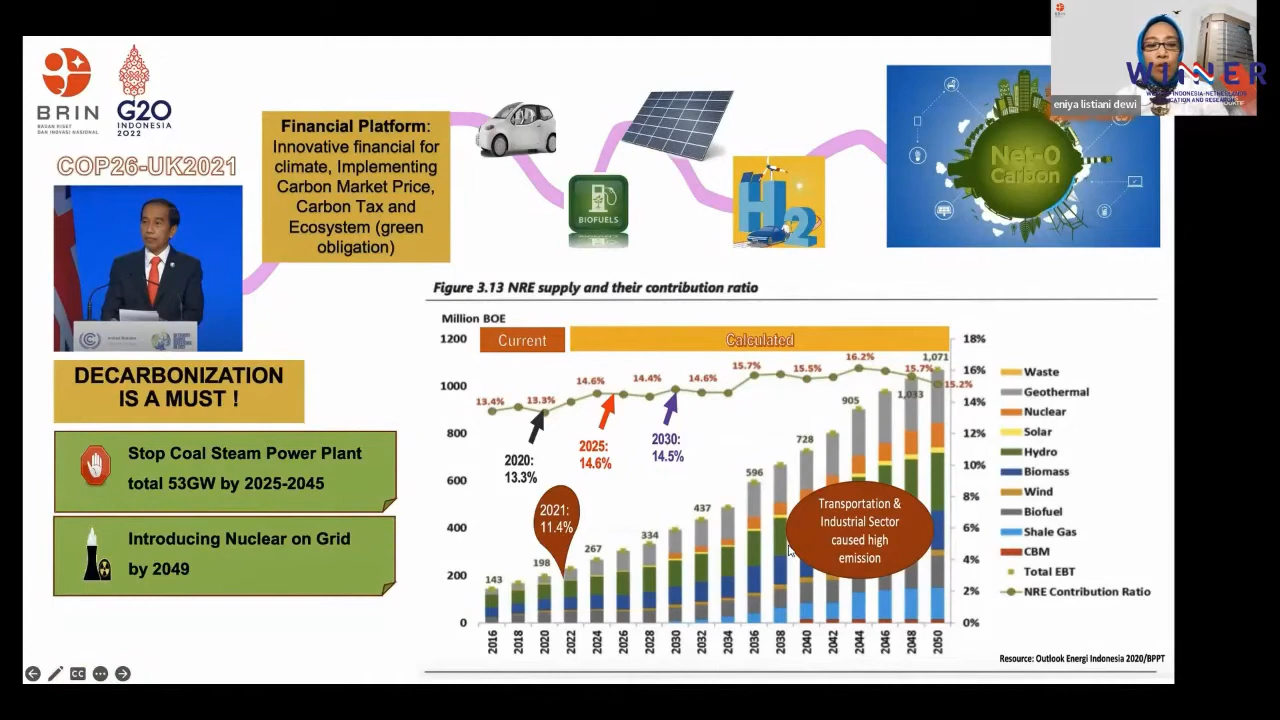 BRIN
BADAN RISET
DAN INOVASI NASIONAL
G20
INDONESIA
2022
COP26-UK2021
Financial Platform:
Innovative financial for
climate, Implementing
Carbon Market Price,
Carbon Tax and
Ecosystem (green
obligation)
BIOFUELS
H2
Net-0
Carbon
WINNER
eniya listiani dewi
DECARBONIZATION
IS A MUST !
Stop Coal Steam Power Plant
total 53GW by 2025-2045
Introducing Nuclear on Grid
by 2049
Figure 3.13 NRE supply and their contribution ratio
Million BOE
Current
Calculated
1200
1000
800
600
400
200
0
18%
16%
14%
12%
10%
8%
6%
4%
2%
0%
13.4%
13.3%
14.6%
14.4%
14.6%
15.7%
15.5%
16.2%
15.7%
15.2%
2020:
13.3%
2025:
14.6%
2030:
14.5%
2021:
11.4%
143
198
267
334
437
596
728
905
1,033
1,071
Transportation &
Industrial Sector
caused high
emission
2016
2018
2020
2022
2024
2026
2028
2030
2032
2034
2036
2038
2040
2042
2044
2046
2048
2050
Waste
Geothermal
Nuclear
Solar
Hydro
Biomass
Wind
Biofuel
Shale Gas
CBM
Total EBT
NRE Contribution Ratio
Resource: Outlook Energi Indonesia 2020/BPPT
CC